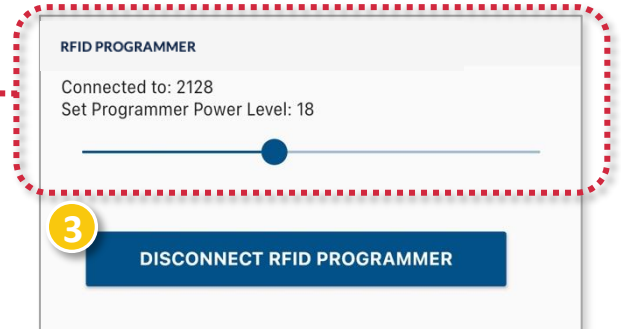 RFID PROGRAMMER
Connected to: 2128
Set Programmer Power Level: 18
3
DISCONNECT RFID PROGRAMMER